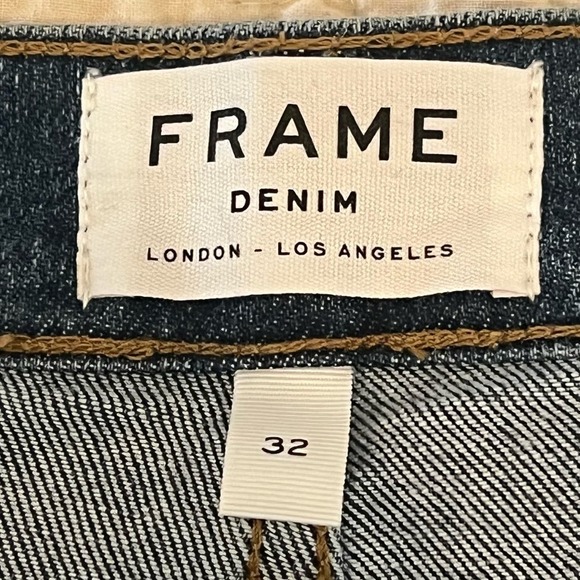 FRAME
DENIM
LONDON - LOS ANGELES
32